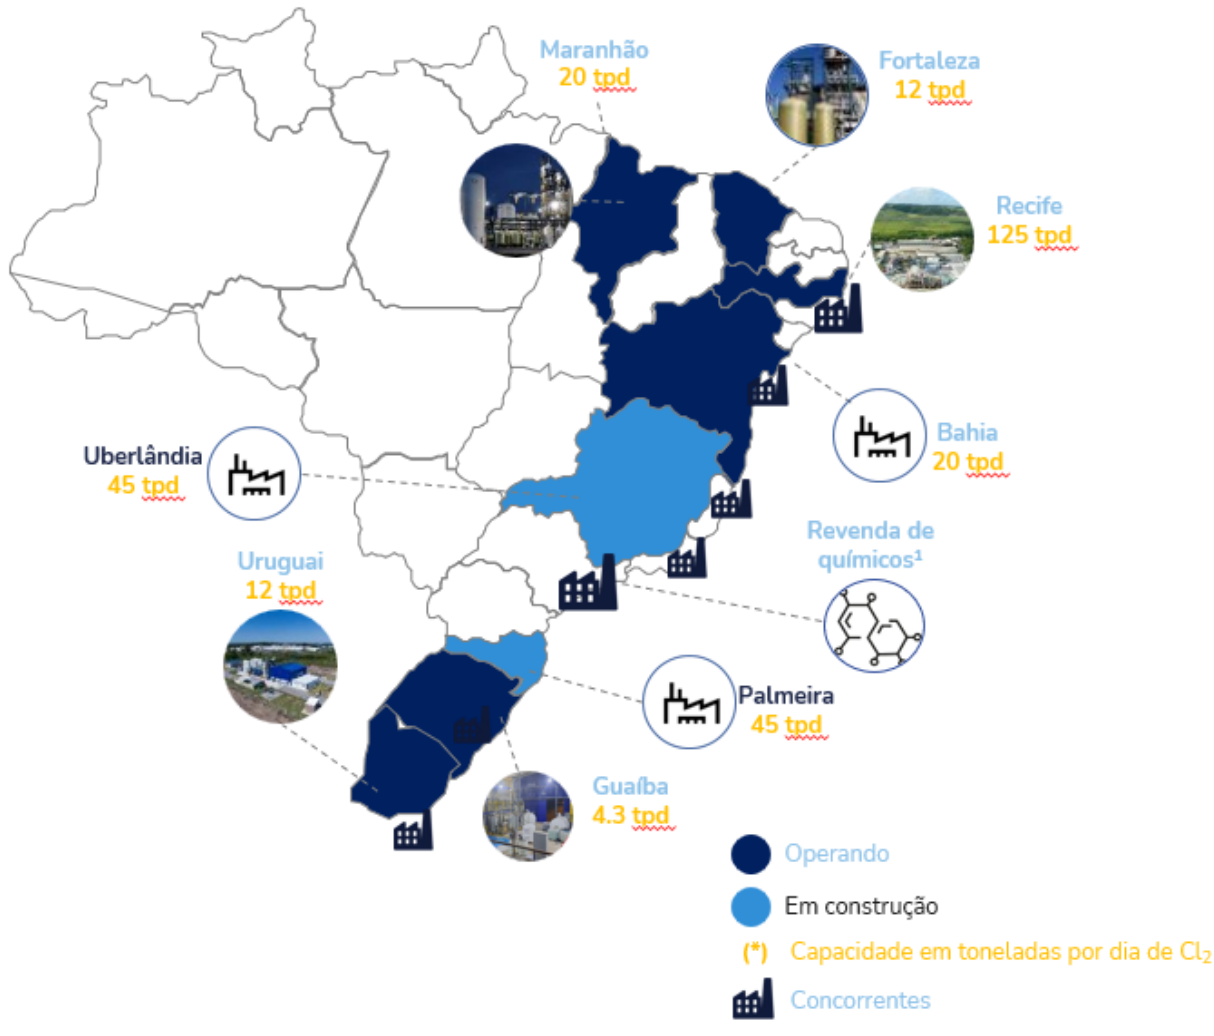 Maranhão
20 tpd
Fortaleza
12 tpd
Recife
125 tpd
Bahia
20 tpd
Uberlândia
45 tpd
Revenda de
químicos¹
Uruguai
12 tpd
Palmeira
45 tpd
Guaíba
4.3 tpd
Operando
Em construção
(*) Capacidade em toneladas por dia de Cl₂
Concorrentes